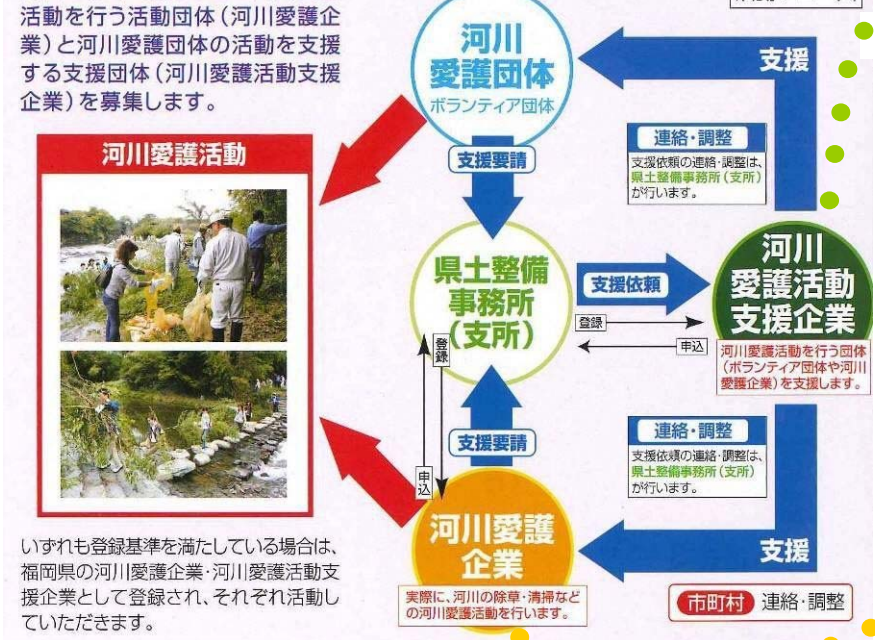 活動を行う活動団体(河川愛護企
業)と河川愛護団体の活動を支援
する支援団体(河川愛護活動支援
企業)を募集します。
河川愛護活動
いずれも登録基準を満たしている場合は、
福岡県の河川愛護企業・河川愛護活動支
援企業として登録され、それぞれ活動し
ていただきます。
河川
愛護団体
ボランティア団体
支援要請
県土整備
事務所
(支所)
登録
申込
支援要請
河川愛護
企業
実際に、河川の除草・清掃など
の河川愛護活動を行います。
支援
連絡・調整
支援依頼の連絡・調整は、
県土整備事務所(支所)
が行います。
支援依頼
登録
申込
河川
愛護活動
支援企業
河川愛護活動を行う団体
(ボランティア団体や河川
愛護企業)を支援します。
連絡・調整
支援依頼の連絡・調整は、
県土整備事務所(支所)
が行います。
支援
市町村 連絡・調整